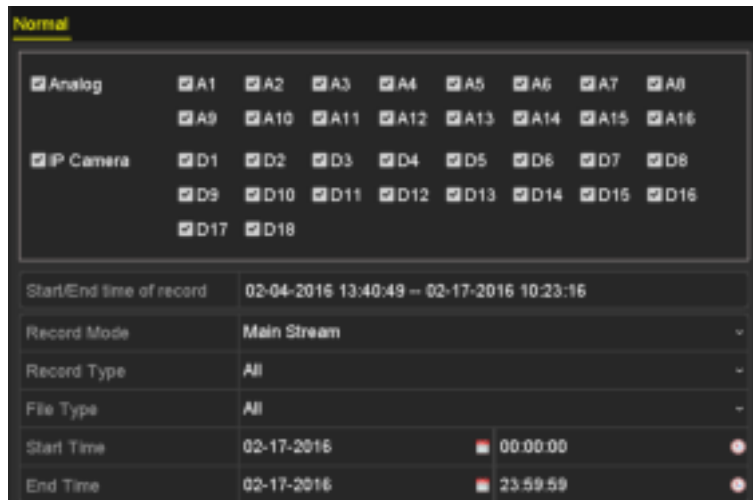 Normal
Analog A1 A2 A3 A4 A5 A6 A7 A8
A9 A10 A11 A12 A13 A14 A15 A16
IP Camera D1 D2 D3 D4 D5 D6 D7 D8
D9 D10 D11 D12 D13 D14 D15 D16
D17 D18
Start/End time of record 02-04-2016 13:40:49 -- 02-17-2016 10:23:16
Record Mode Main Stream
Record Type All
File Type All
Start Time 02-17-2016 00:00:00
End Time 02-17-2016 23:59:59